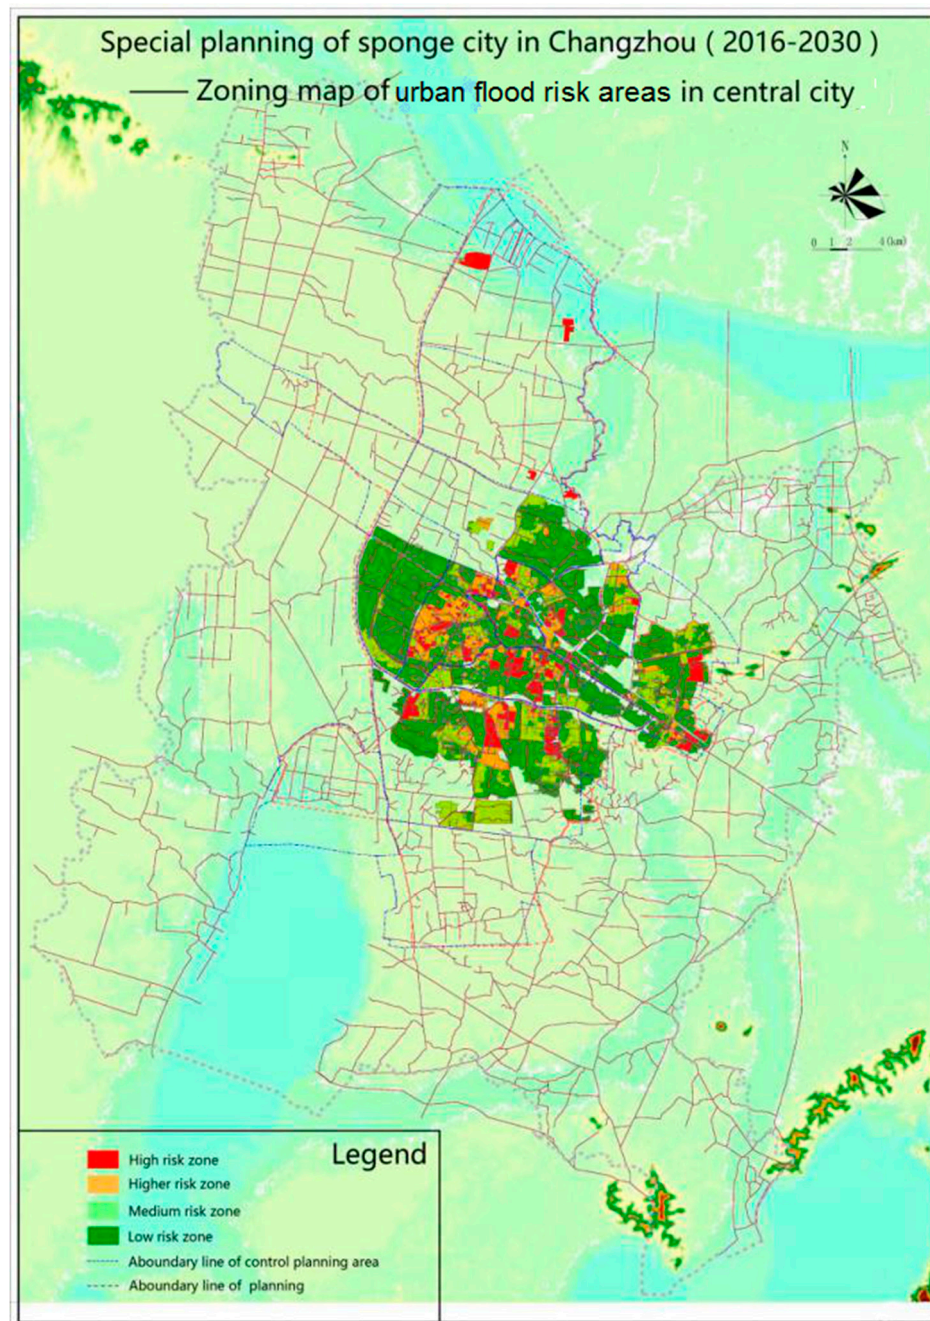 Special planning of sponge city in Changzhou ( 2016-2030 )
Zoning map of urban flood risk areas in central city
N
0 1 2 4(km)
Legend
High risk zone
Higher risk zone
Medium risk zone
Low risk zone
Aboundary line of control planning area
Aboundary line of planning